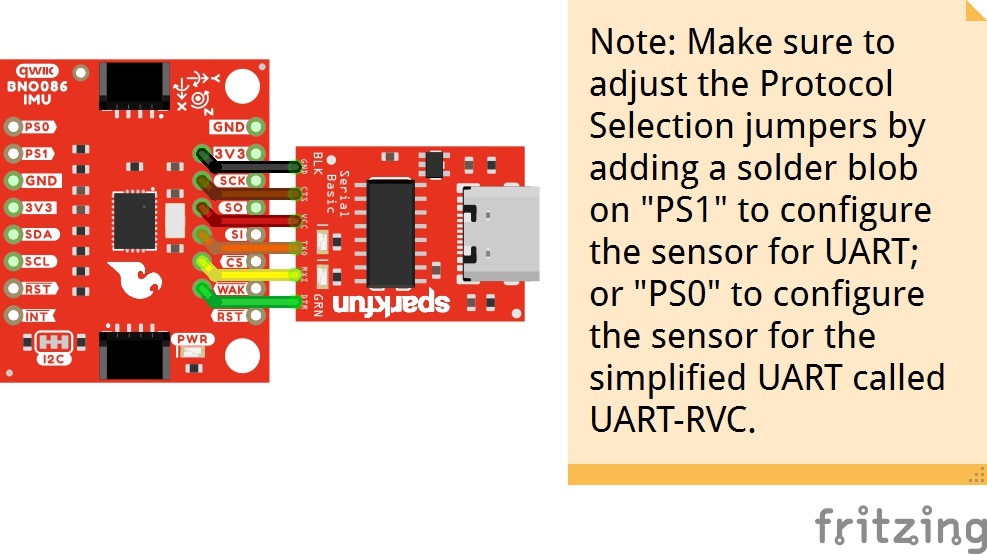 qwiic
BNO086
IMU
PS0
PS1
GND
3V3
SDA
SCL
RST
INT
I2C
X
Y
Z
GND
3V3
SCK
SO
SI
CS
WAK
RST
PWR
BLK
GND
CTS
VCC
TXO
RXI
DTR
GRN
Serial
Basic
sparkfun
Note: Make sure to
adjust the Protocol
Selection jumpers by
adding a solder blob
on "PS1" to configure
the sensor for UART;
or "PS0" to configure
the sensor for the
simplified UART called
UART-RVC.
fritzing